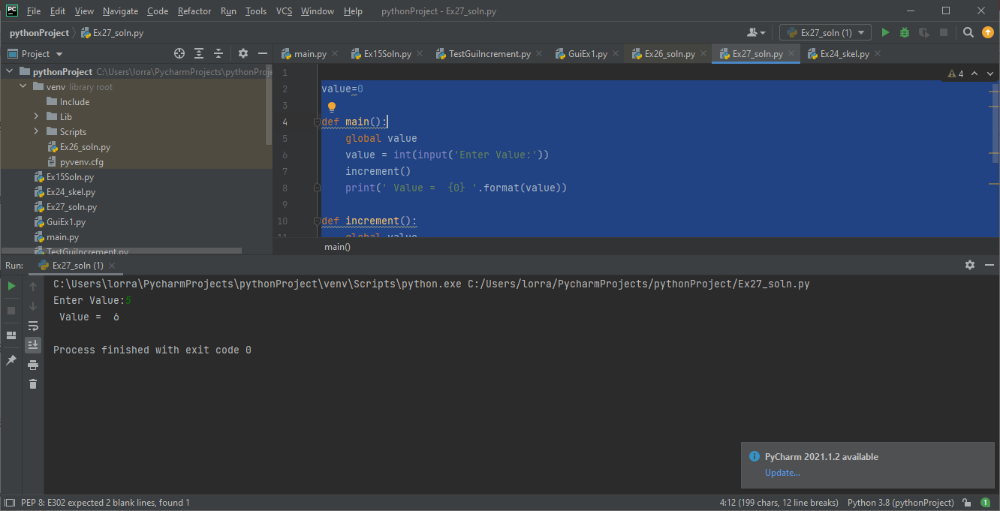 PC File Edit View Navigate Code Refactor Run Tools VCS Window Help pythonProject - Ex27_soln.py
pythonProject Ex27_soln.py Ex27_soln (1)
Project main.py Ex15Soln.py TestGuiIncrement.py GuiEx1.py Ex26_soln.py Ex27_soln.py Ex24_skel.py
pythonProject C:\Users\lorra\PycharmProjects\pythonProje
venv library root
Include
Lib
Scripts
Ex26_soln.py
pyvenv.cfg
Ex15Soln.py
Ex24_skel.py
Ex27_soln.py
GuiEx1.py
main.py
TestGuiIncrement.py
4
1
2 value=0
3
4 def main():
5 global value
6 value = int(input('Enter Value:'))
7 increment()
8 print(' Value =  {0} '.format(value))
9
10 def increment():
11 global value
main()
Run: Ex27_soln (1)
C:\Users\lorra\PycharmProjects\pythonProject\venv\Scripts\python.exe C:/Users/lorra/PycharmProjects/pythonProject/Ex27_soln.py
Enter Value:5
Value =  6
Process finished with exit code 0
PyCharm 2021.1.2 available
Update...
PEP 8: E302 expected 2 blank lines, found 1 4:12 (199 chars, 12 line breaks) Python 3.8 (pythonProject) 1